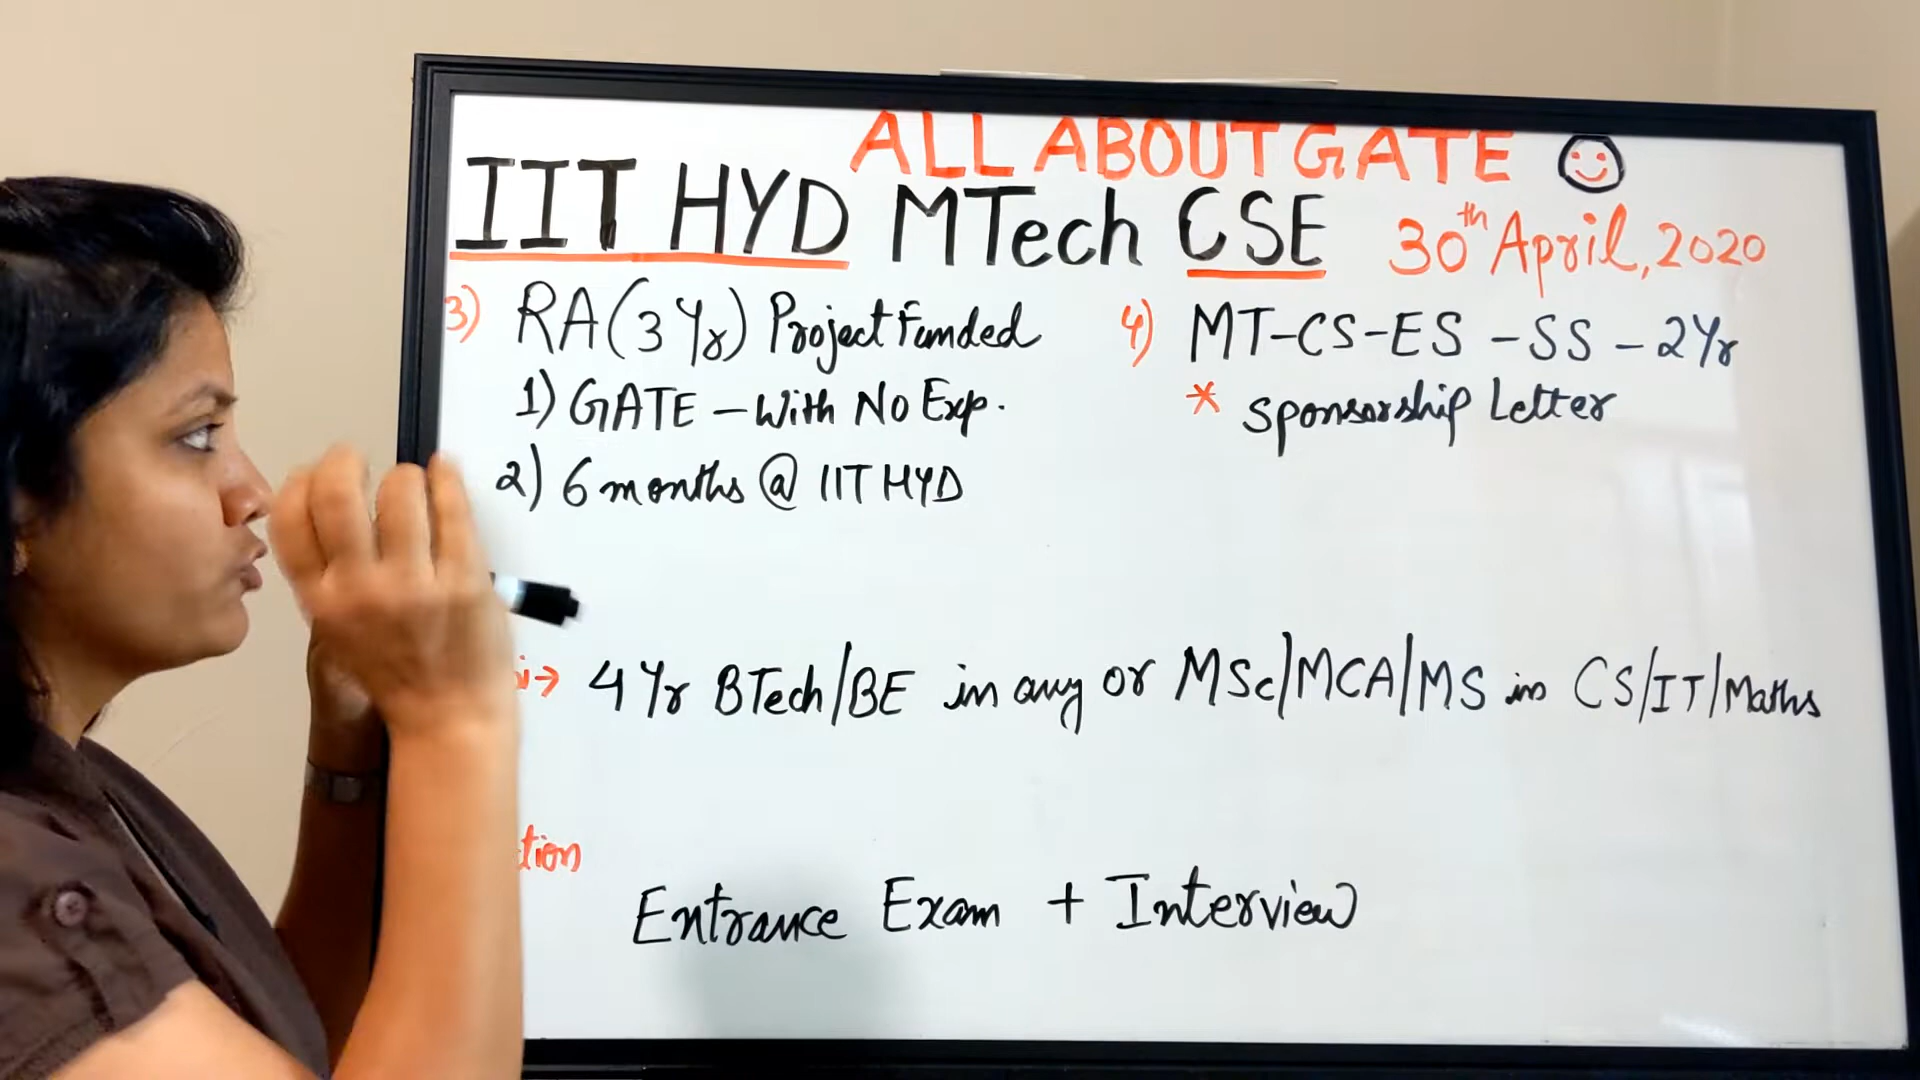 ALL ABOUT GATE
IIT HYD MTech CSE
30th April, 2020
3) RA (3 Yr) Project Funded
1) GATE - With No Exp.
2) 6 months @ IIT HYD
4) MT-CS-ES - SS - 2Yr
* Sponsorship Letter
4 Yr BTech/BE in any or MSc/MCA/MS in CS/IT/Maths
tion
Entrance Exam + Interview